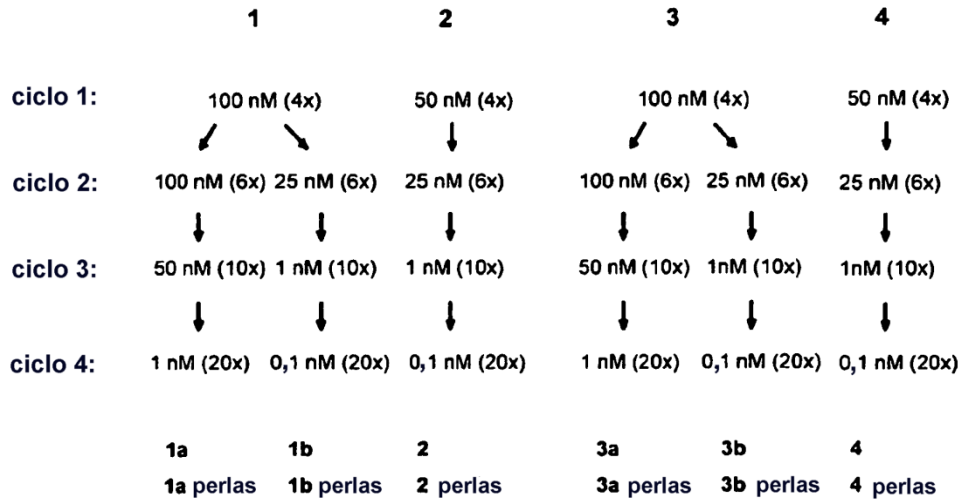 1 2 3 4
ciclo 1: 100 nM (4x) 50 nM (4x) 100 nM (4x) 50 nM (4x)
ciclo 2: 100 nM (6x) 25 nM (6x) 25 nM (6x) 100 nM (6x) 25 nM (6x) 25 nM (6x)
ciclo 3: 50 nM (10x) 1 nM (10x) 1 nM (10x) 50 nM (10x) 1nM (10x) 1nM (10x)
ciclo 4: 1 nM (20x) 0,1 nM (20x) 0,1 nM (20x) 1 nM (20x) 0,1 nM (20x) 0,1 nM (20x)
1a 1b 2 3a 3b 4
1a perlas 1b perlas 2 perlas 3a perlas 3b perlas 4 perlas